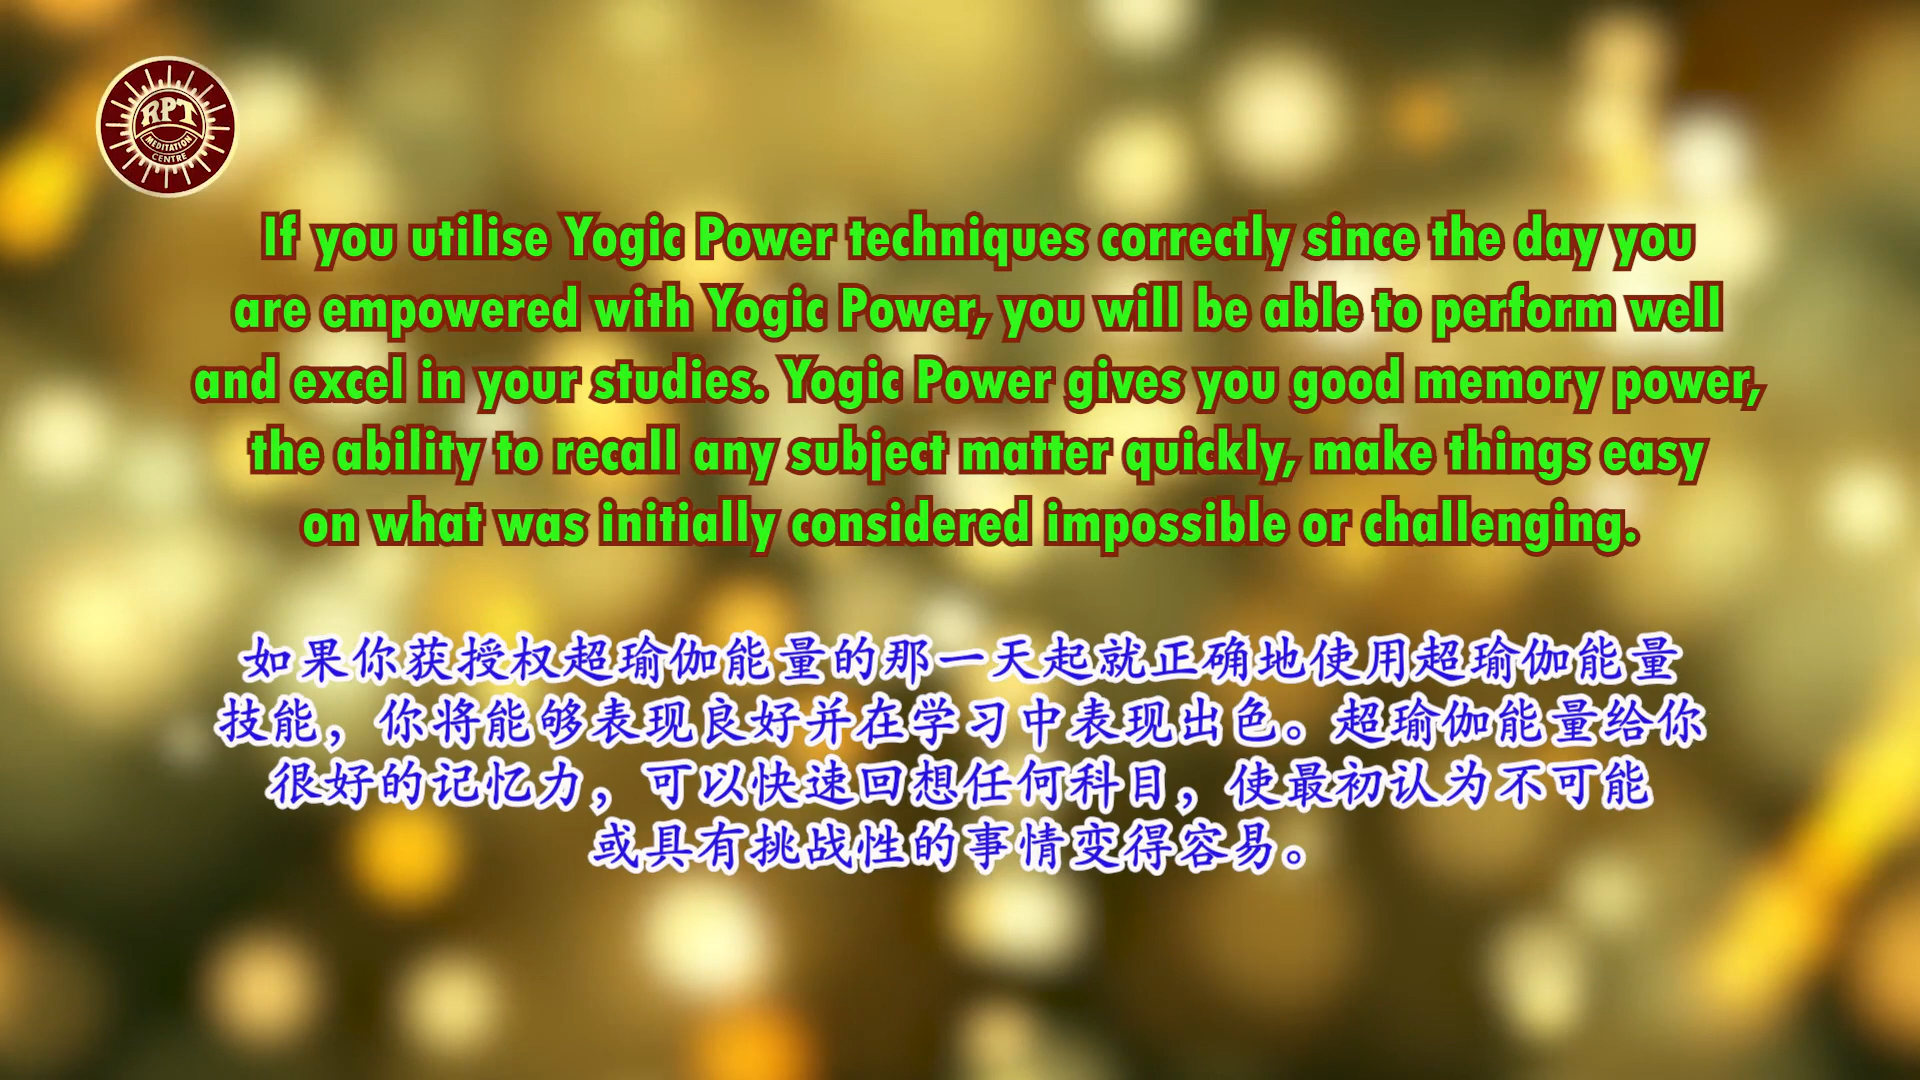 RPT
MEDITATION
CENTRE
If you utilise Yogic Power techniques correctly since the day you
are empowered with Yogic Power, you will be able to perform well
and excel in your studies. Yogic Power gives you good memory power,
the ability to recall any subject matter quickly, make things easy
on what was initially considered impossible or challenging.
如果你获授权超瑜伽能量的那一天起就正确地使用超瑜伽能量
技能，你将能够表现良好并在学习中表现出色。超瑜伽能量给你
很好的记忆力，可以快速回想任何科目，使最初认为不可能
或具有挑战性的事情变得容易。